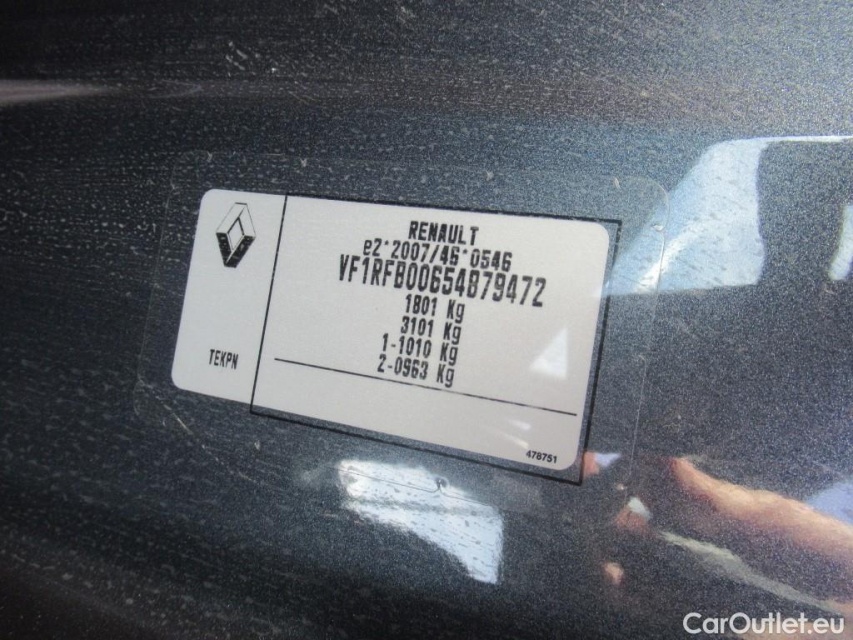 RENAULT
e2*2007/46*0546
VF1RFB00654879472
1801 Kg
3101 Kg
1-1010 Kg
2-0963 Kg
TEKPN
478751
CarOutlet.eu